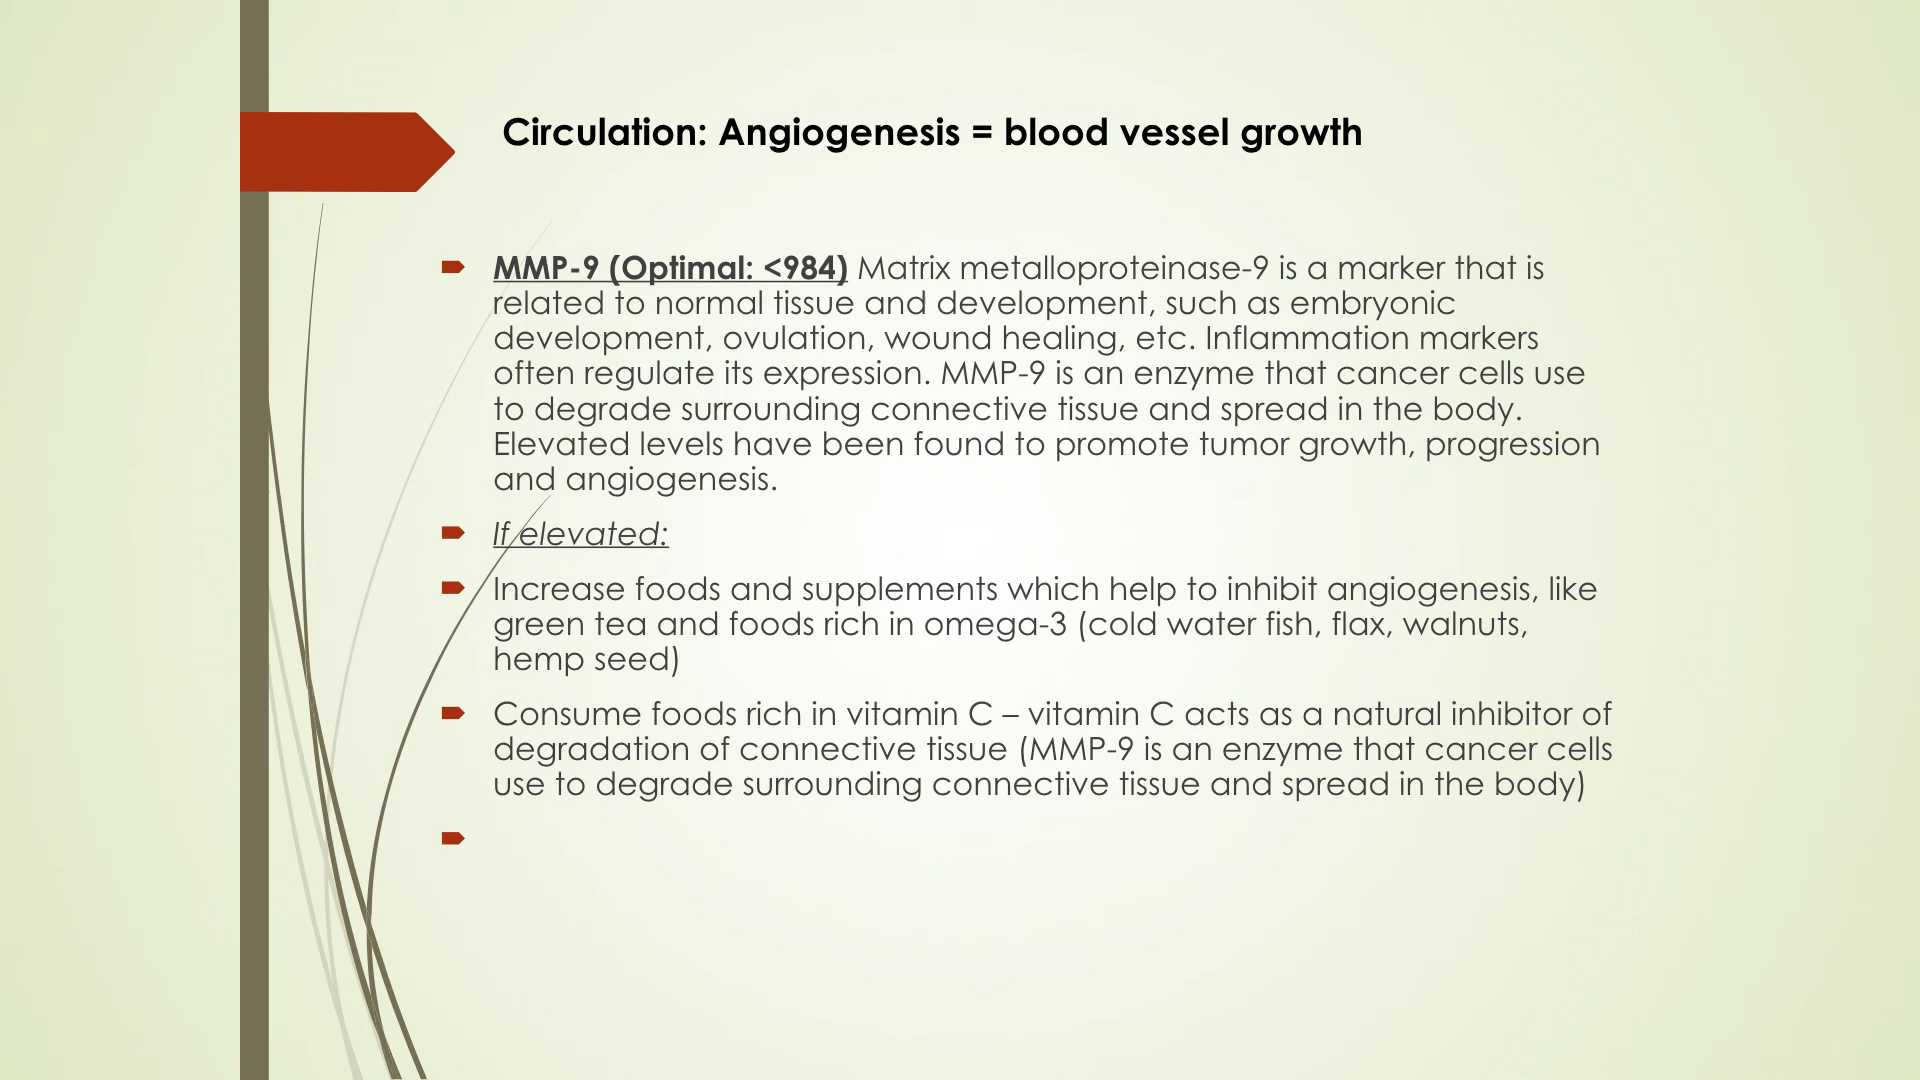 Circulation: Angiogenesis = blood vessel growth
MMP-9 (Optimal: <984) Matrix metalloproteinase-9 is a marker that is
related to normal tissue and development, such as embryonic
development, ovulation, wound healing, etc. Inflammation markers
often regulate its expression. MMP-9 is an enzyme that cancer cells use
to degrade surrounding connective tissue and spread in the body.
Elevated levels have been found to promote tumor growth, progression
and angiogenesis.
If elevated:
Increase foods and supplements which help to inhibit angiogenesis, like
green tea and foods rich in omega-3 (cold water fish, flax, walnuts,
hemp seed)
Consume foods rich in vitamin C – vitamin C acts as a natural inhibitor of
degradation of connective tissue (MMP-9 is an enzyme that cancer cells
use to degrade surrounding connective tissue and spread in the body)